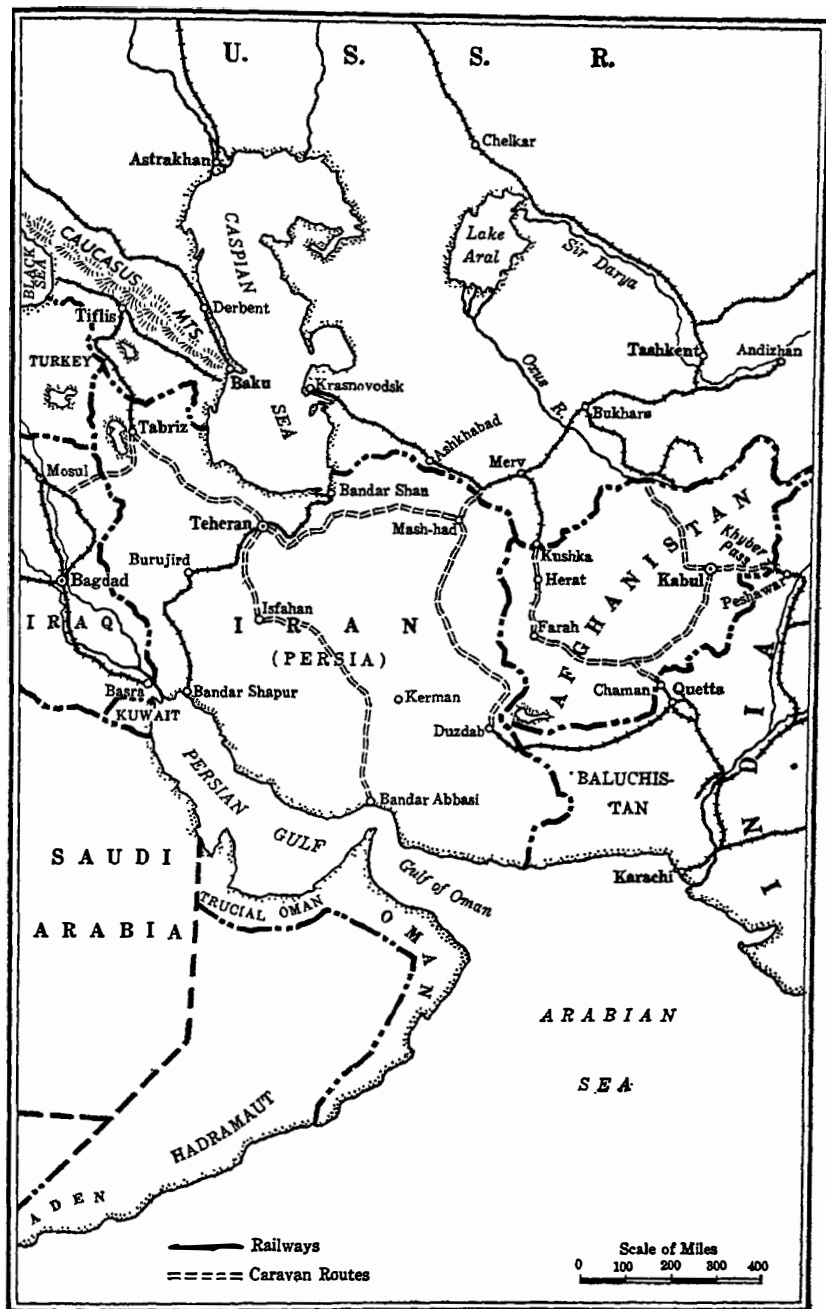 U. S. S. R.
Chelkar
Astrakhan
CASPIAN
SEA
Lake
Aral
Sir Darya
CAUCASUS
MTS.
BLACK
SEA
Derbent
Tiflis
TURKEY
Baku
Krasnovodsk
Oxus R.
Tashkent
Andizhan
Bukhara
Tabriz
Ashkhabad
Merv
Mosul
Bandar Shan
Teheran
Mash-had
AFGHANISTAN
Kushka
Khuber
Pass
Burujird
Herat
Kabul
Bagdad
Peshawar
Isfahan
IRAN
(PERSIA)
Farah
IRAQ
Basra
Bandar Shapur
Kerman
Chaman
Quetta
KUWAIT
Duzdab
INDIA
PERSIAN
GULF
BALUCHIS-
TAN
Bandar Abbasi
SAUDI
ARABIA
Gulf of Oman
Karachi
TRUCIAL OMAN
OMAN
ARABIAN
SEA
HADRAMAUT
ADEN
Railways
Caravan Routes
Scale of Miles
0 100 200 300 400